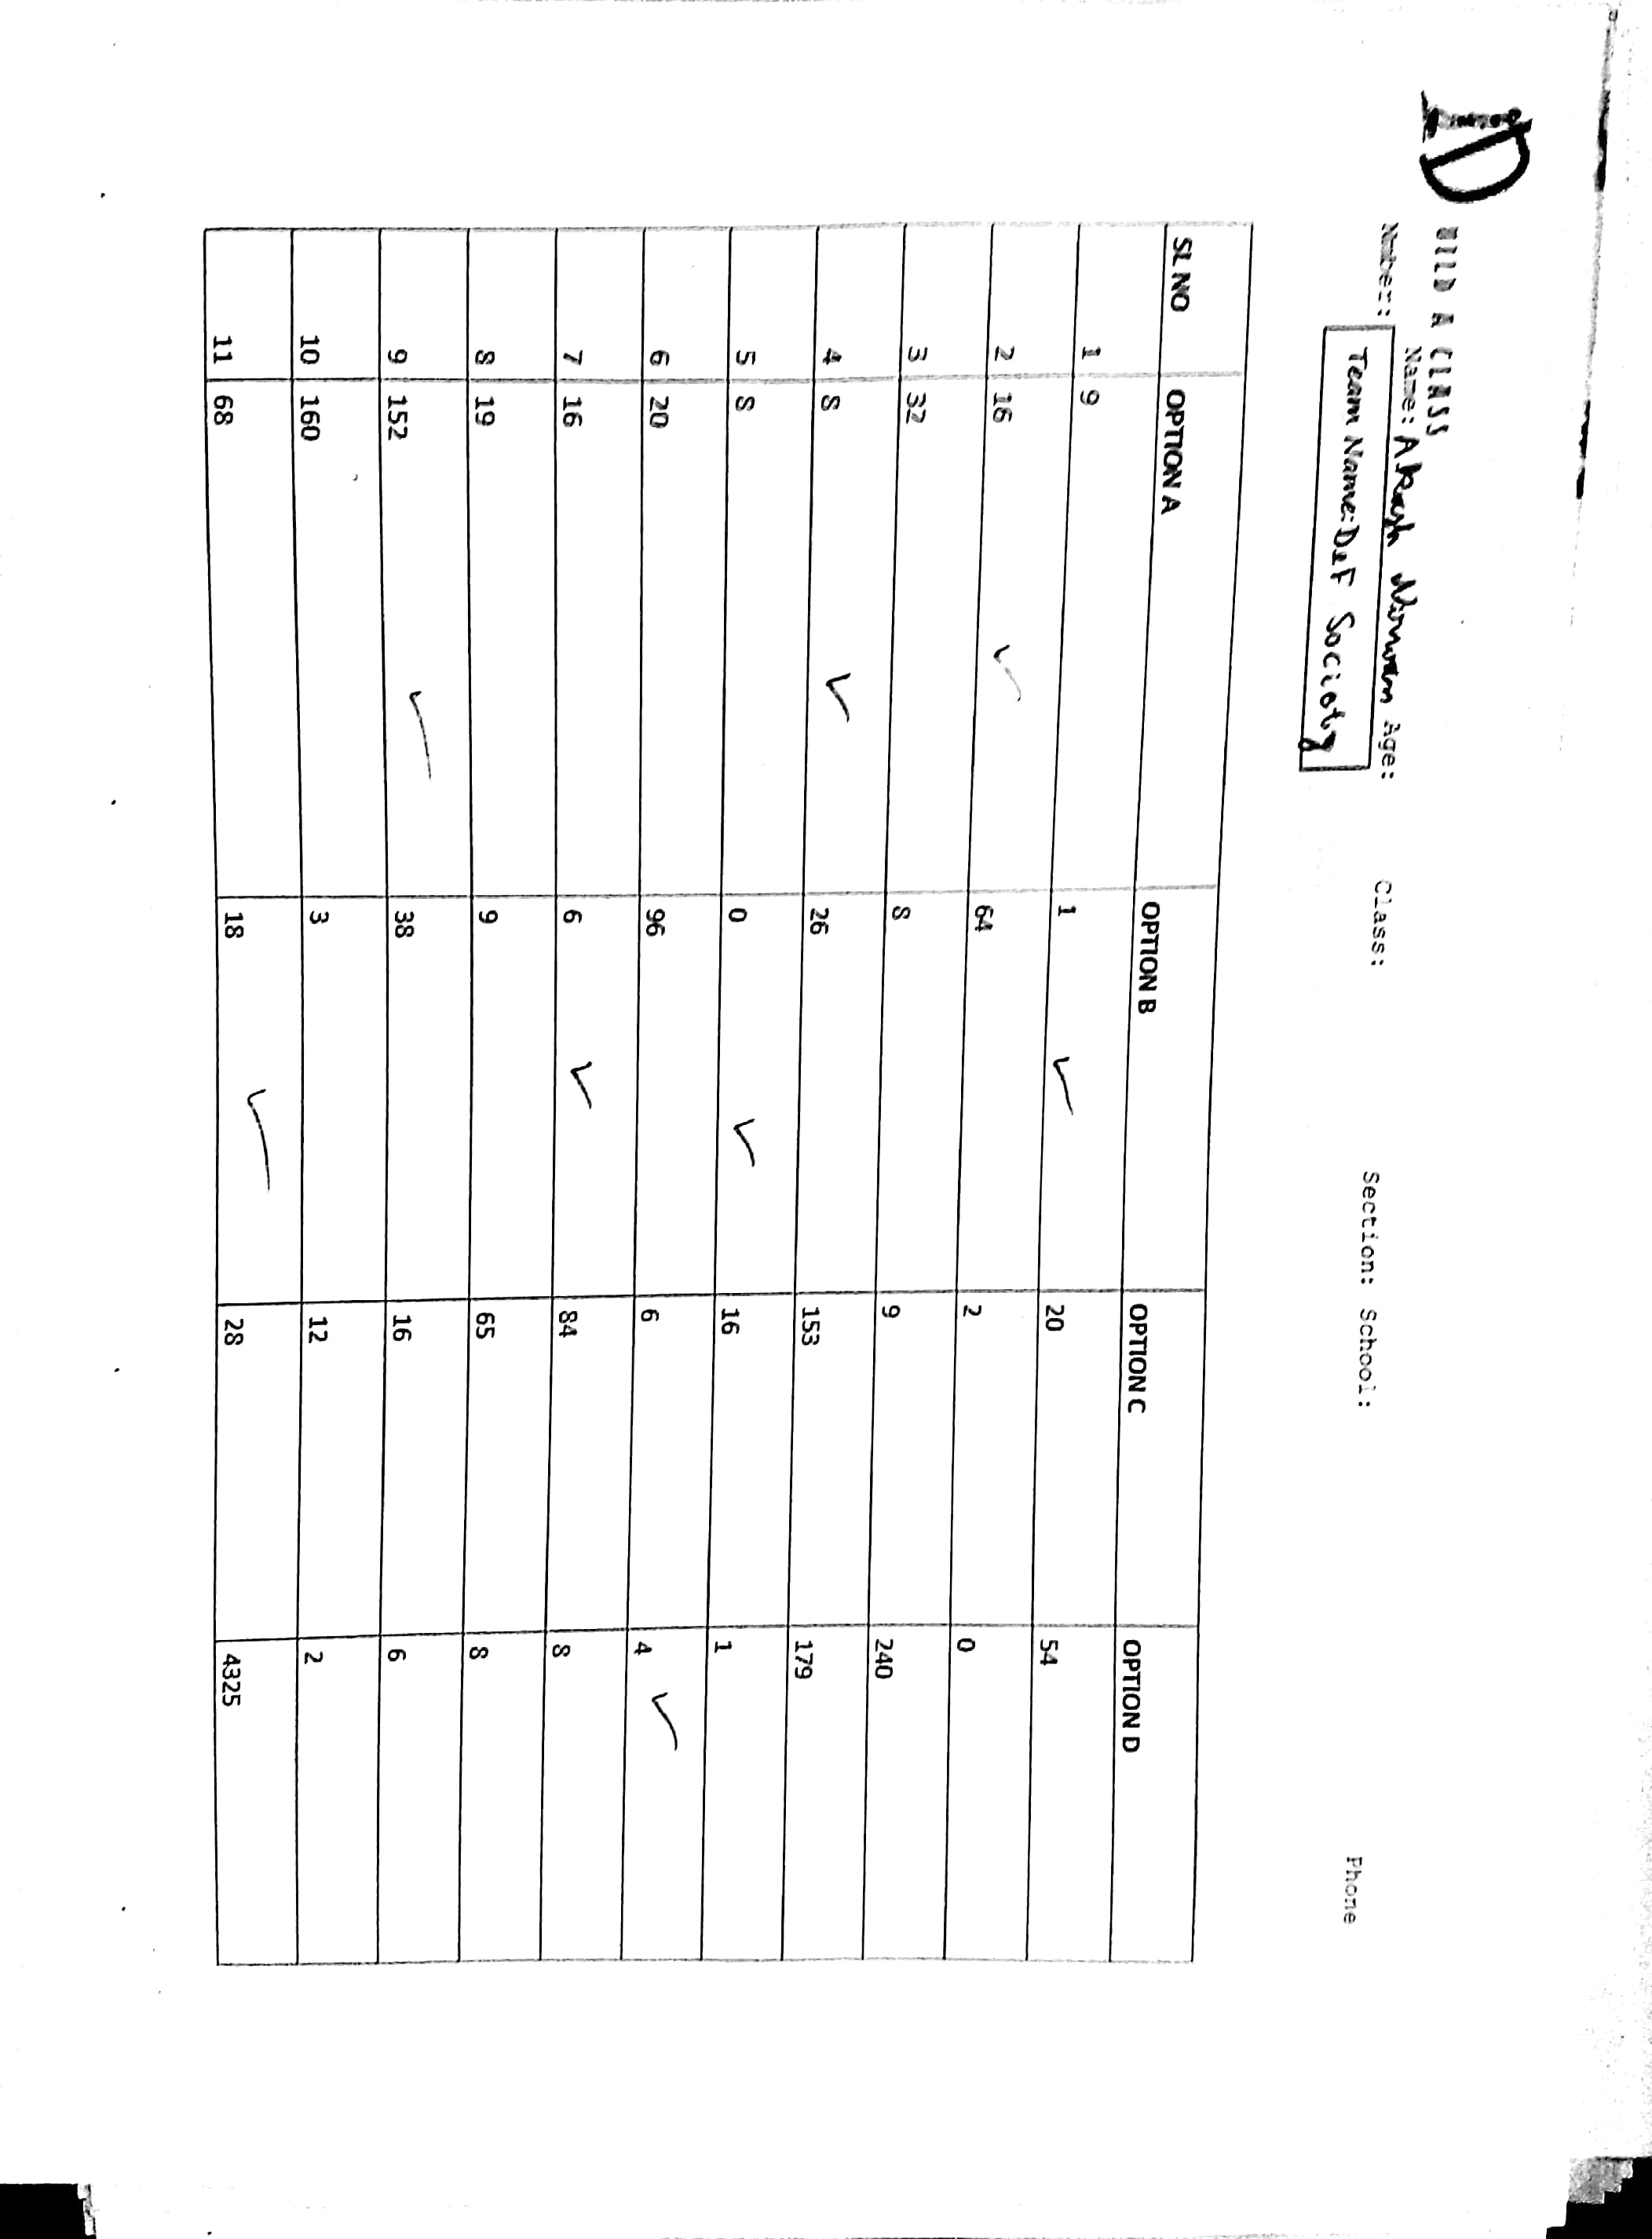 D UILD A CLASS
Name: Akash Nirwan Age: Class: Section: School: Phone
Number:
Team Name: DeF Society
SL NO OPTION A OPTION B OPTION C OPTION D
1 9 1 ✓ 20 54
2 16 ✓ 64 2 0
3 32 8 9 240
4 8 ✓ 26 153 179
5 8 0 ✓ 16 1
6 20 96 6 4 ✓
7 16 6 ✓ 84 8
8 19 9 65 8
9 152 ✓ 38 16 6
10 160 3 12 2
11 68 18 ✓ 28 4325